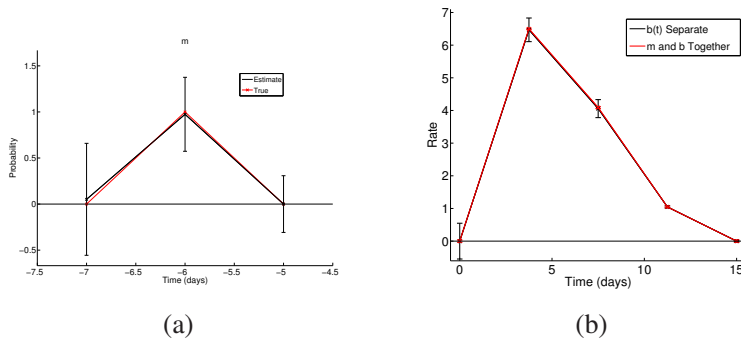 m
1.5
1
0.5
0
−0.5
Probability
Estimate
True
−7.5 −7 −6.5 −6 −5.5 −5 −4.5
Time (days)
(a)
b(t) Separate
m and b Together
7
6
5
4
3
2
1
0
Rate
0 5 10 15
Time (days)
(b)